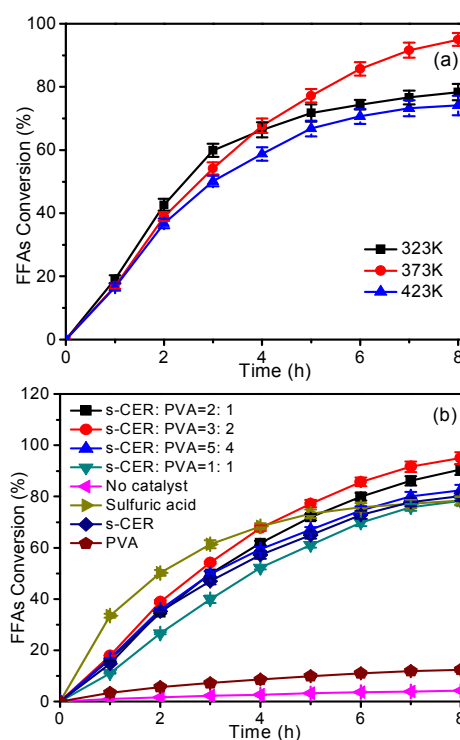 100
80
60
40
20
0
FFAs Conversion (%)
(a)
323K
373K
423K
0 2 4 6 8
Time (h)
120
100
80
60
40
20
0
FFAs Conversion (%)
(b)
s-CER: PVA=2: 1
s-CER: PVA=3: 2
s-CER: PVA=5: 4
s-CER: PVA=1: 1
No catalyst
Sulfuric acid
s-CER
PVA
0 2 4 6 8
Time (h)